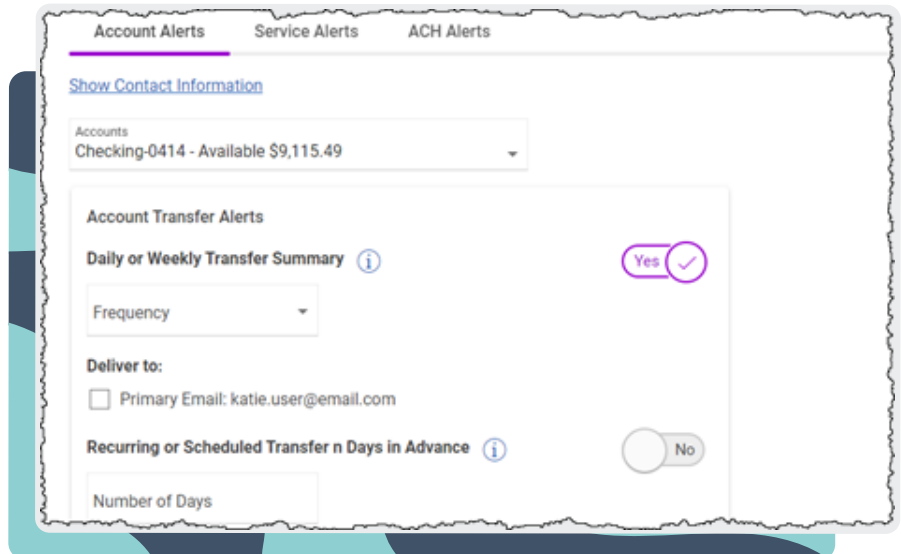 Account Alerts Service Alerts ACH Alerts
Show Contact Information
Accounts
Checking-0414 - Available $9,115.49
Account Transfer Alerts
Daily or Weekly Transfer Summary i Yes
Frequency
Deliver to:
Primary Email: katie.user@email.com
Recurring or Scheduled Transfer n Days in Advance i No
Number of Days